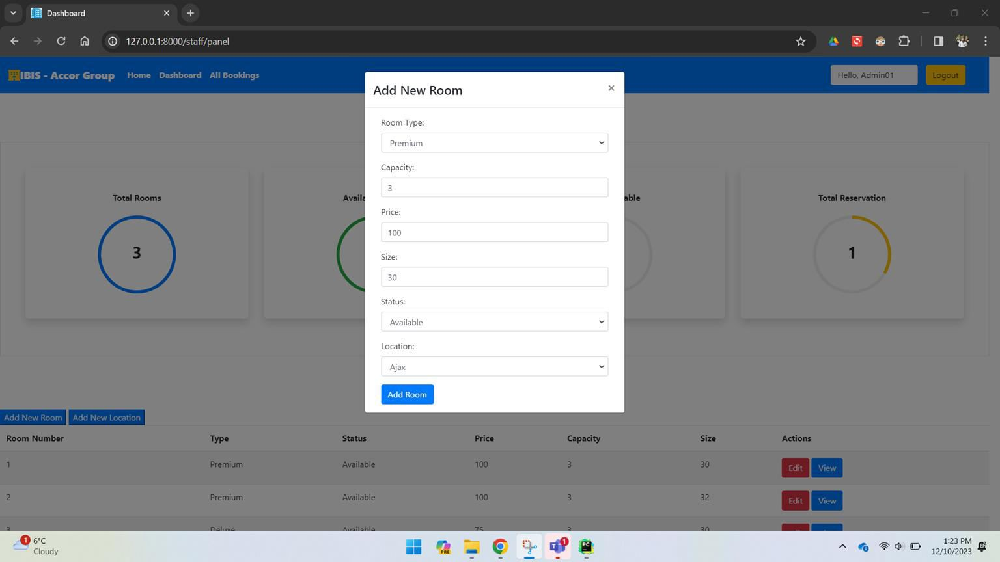 Dashboard
127.0.0.1:8000/staff/panel
IBIS - Accor Group Home Dashboard All Bookings Hello, Admin01 Logout
Add New Room ×
Room Type:
Premium
Capacity:
3
Price:
100
Size:
30
Status:
Available
Location:
Ajax
Add Room
Total Rooms
3
Total Reservation
1
Add New Room Add New Location
Room Number Type Status Price Capacity Size Actions
1 Premium Available 100 3 30 Edit View
2 Premium Available 100 3 32 Edit View
3 Deluxe Available 75 3 30
1 6°C
Cloudy
PRE
1
PC
1:23 PM
12/10/2023